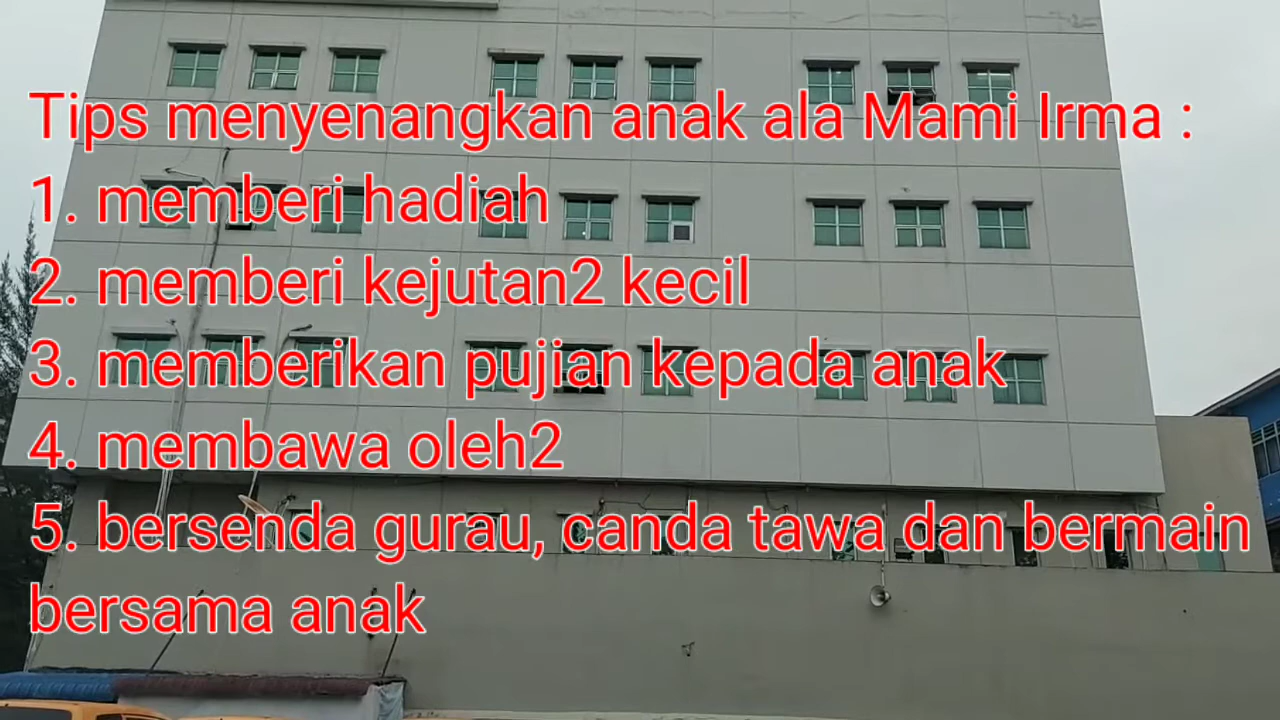 Tips menyenangkan anak ala Mami Irma :
1. memberi hadiah
2. memberi kejutan2 kecil
3. memberikan pujian kepada anak
4. membawa oleh2
5. bersenda gurau, canda tawa dan bermain
bersama anak